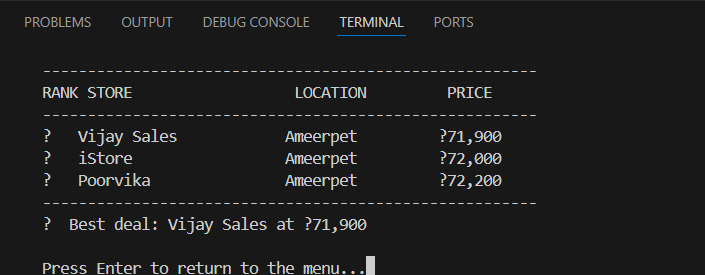 PROBLEMS OUTPUT DEBUG CONSOLE TERMINAL PORTS
-------------------------------------------------------
RANK STORE LOCATION PRICE
-------------------------------------------------------
? Vijay Sales Ameerpet ?71,900
? iStore Ameerpet ?72,000
? Poorvika Ameerpet ?72,200
-------------------------------------------------------
? Best deal: Vijay Sales at ?71,900
Press Enter to return to the menu...